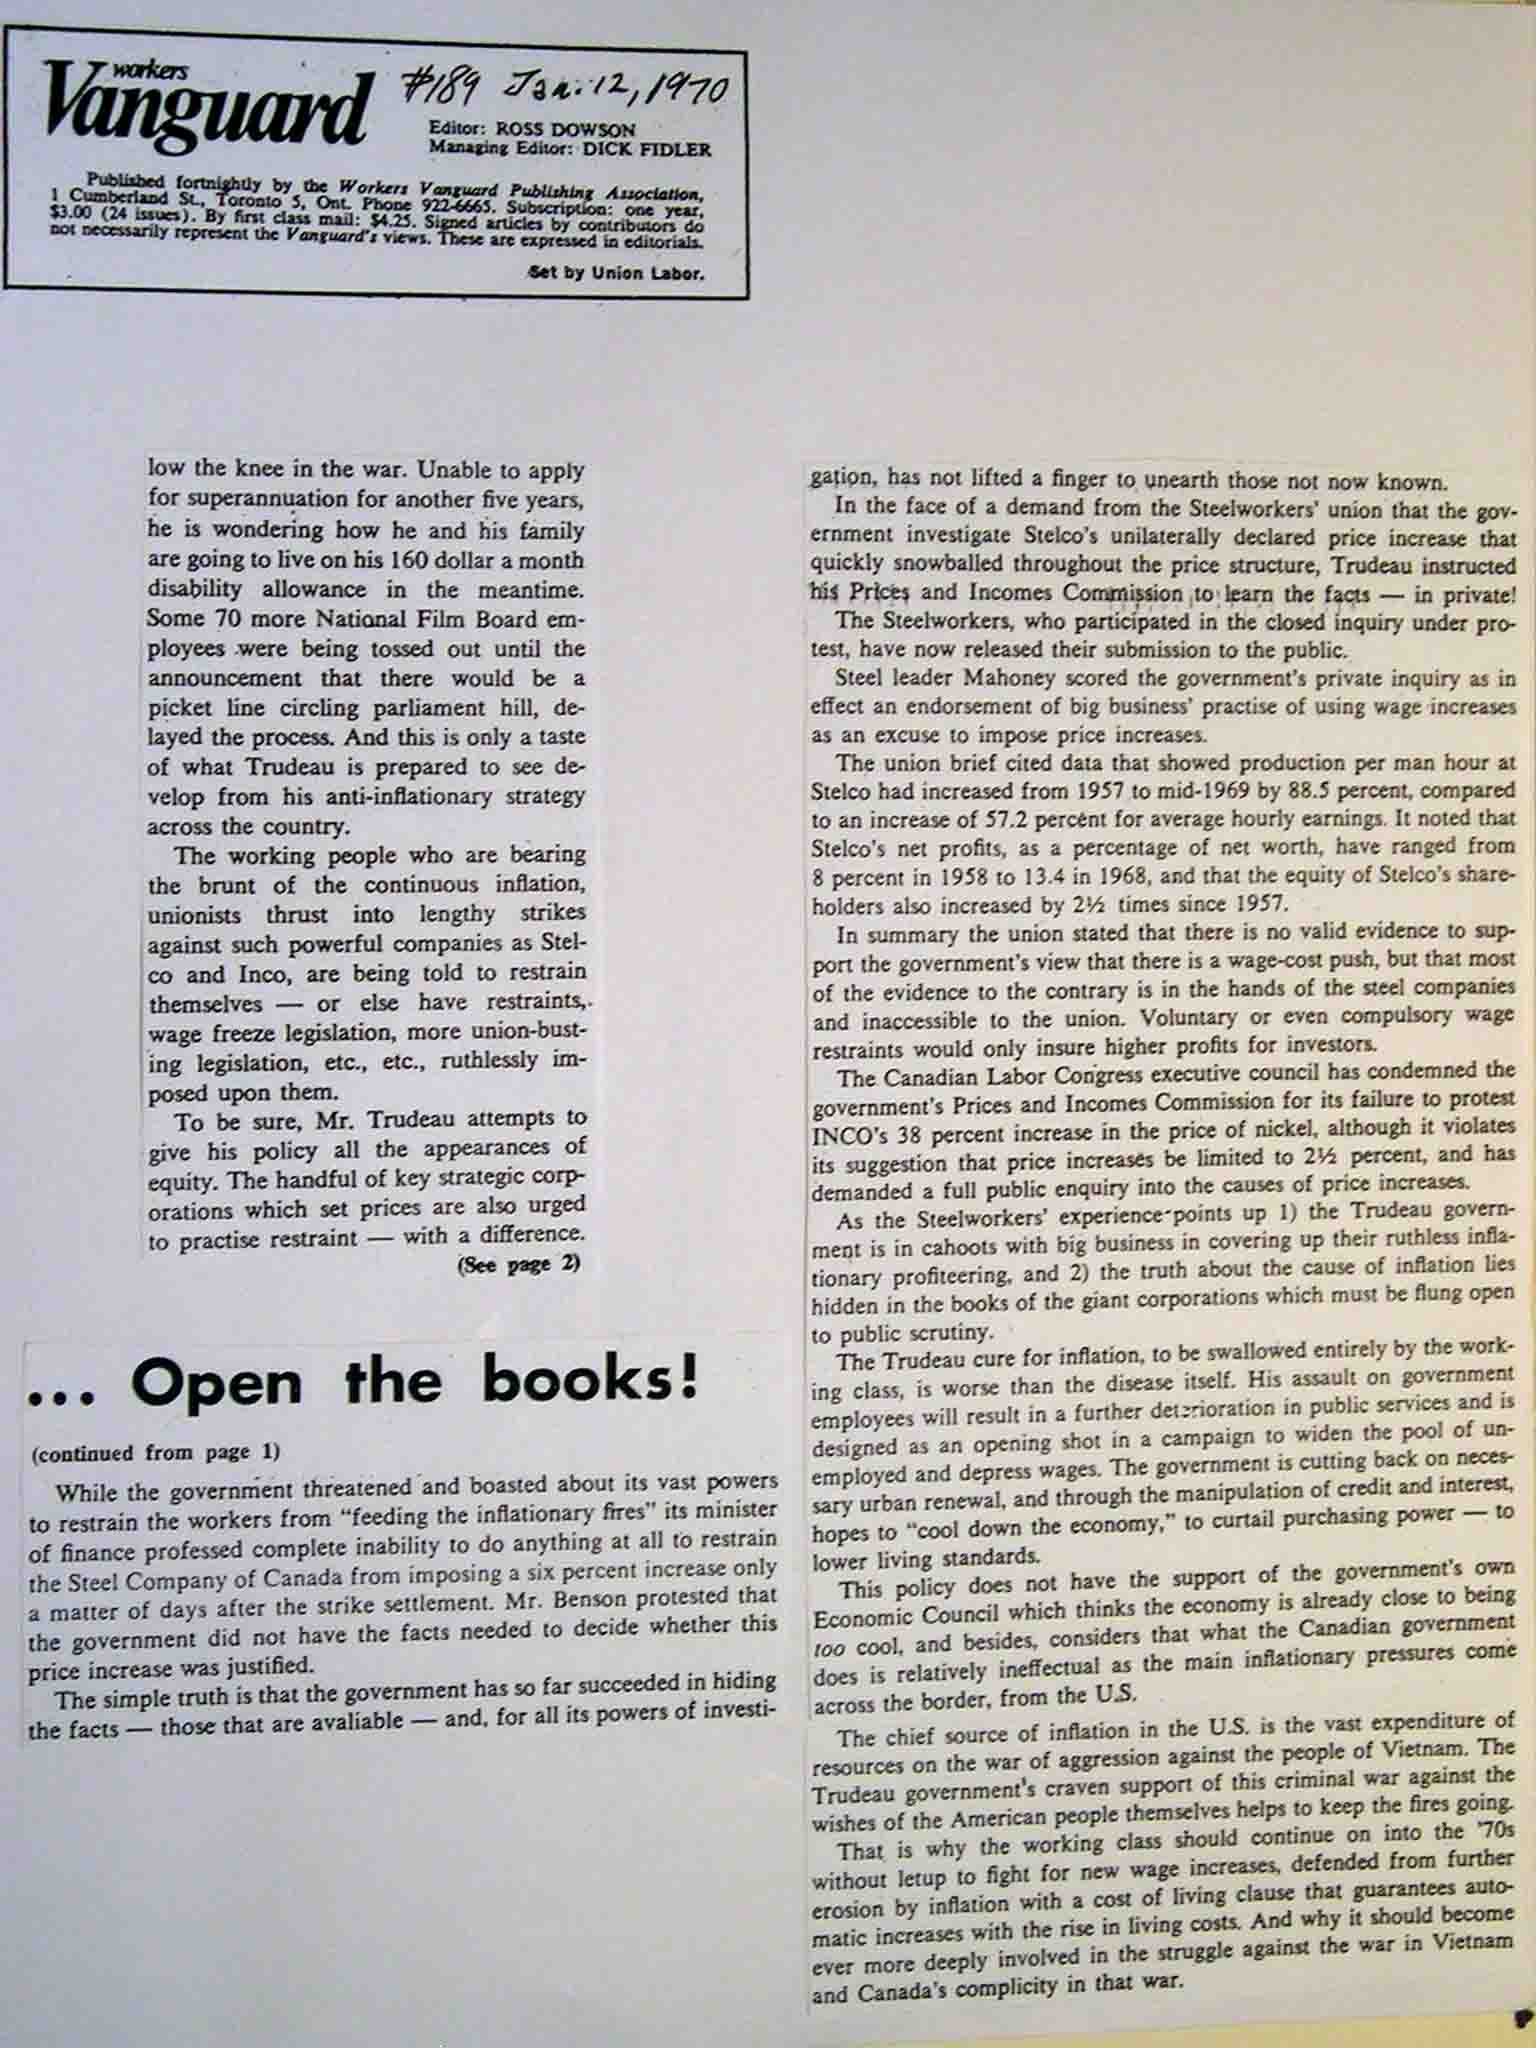 workers
Vanguard
#189 Jan. 12, 1970
Editor: ROSS DOWSON
Managing Editor: DICK FIDLER
Published fortnightly by the Workers Vanguard Publishing Association,
1 Cumberland St., Toronto 5, Ont. Phone 922-6665. Subscription: one year,
$3.00 (24 issues). By first class mail: $4.25. Signed articles by contributors do
not necessarily represent the Vanguard's views. These are expressed in editorials.
Set by Union Labor.
low the knee in the war. Unable to apply
for superannuation for another five years,
he is wondering how he and his family
are going to live on his 160 dollar a month
disability allowance in the meantime.
Some 70 more National Film Board em-
ployees were being tossed out until the
announcement that there would be a
picket line circling parliament hill, de-
layed the process. And this is only a taste
of what Trudeau is prepared to see de-
velop from his anti-inflationary strategy
across the country.
The working people who are bearing
the brunt of the continuous inflation,
unionists thrust into lengthy strikes
against such powerful companies as Stel-
co and Inco, are being told to restrain
themselves — or else have restraints,
wage freeze legislation, more union-bust-
ing legislation, etc., etc., ruthlessly im-
posed upon them.
To be sure, Mr. Trudeau attempts to
give his policy all the appearances of
equity. The handful of key strategic corp-
orations which set prices are also urged
to practise restraint — with a difference.
(See page 2)
... Open the books!
(continued from page 1)
While the government threatened and boasted about its vast powers
to restrain the workers from “feeding the inflationary fires” its minister
of finance professed complete inability to do anything at all to restrain
the Steel Company of Canada from imposing a six percent increase only
a matter of days after the strike settlement. Mr. Benson protested that
the government did not have the facts needed to decide whether this
price increase was justified.
The simple truth is that the government has so far succeeded in hiding
the facts — those that are avaliable — and, for all its powers of investi-
gation, has not lifted a finger to unearth those not now known.
In the face of a demand from the Steelworkers' union that the gov-
ernment investigate Stelco's unilaterally declared price increase that
quickly snowballed throughout the price structure, Trudeau instructed
his Prices and Incomes Commission to learn the facts — in private!
The Steelworkers, who participated in the closed inquiry under pro-
test, have now released their submission to the public.
Steel leader Mahoney scored the government's private inquiry as in
effect an endorsement of big business' practise of using wage increases
as an excuse to impose price increases.
The union brief cited data that showed production per man hour at
Stelco had increased from 1957 to mid-1969 by 88.5 percent, compared
to an increase of 57.2 percent for average hourly earnings. It noted that
Stelco's net profits, as a percentage of net worth, have ranged from
8 percent in 1958 to 13.4 in 1968, and that the equity of Stelco's share-
holders also increased by 2½ times since 1957.
In summary the union stated that there is no valid evidence to sup-
port the government's view that there is a wage-cost push, but that most
of the evidence to the contrary is in the hands of the steel companies
and inaccessible to the union. Voluntary or even compulsory wage
restraints would only insure higher profits for investors.
The Canadian Labor Congress executive council has condemned the
government's Prices and Incomes Commission for its failure to protest
INCO's 38 percent increase in the price of nickel, although it violates
its suggestion that price increases be limited to 2½ percent, and has
demanded a full public enquiry into the causes of price increases.
As the Steelworkers' experience points up 1) the Trudeau govern-
ment is in cahoots with big business in covering up their ruthless infla-
tionary profiteering, and 2) the truth about the cause of inflation lies
hidden in the books of the giant corporations which must be flung open
to public scrutiny.
The Trudeau cure for inflation, to be swallowed entirely by the work-
ing class, is worse than the disease itself. His assault on government
employees will result in a further deterioration in public services and is
designed as an opening shot in a campaign to widen the pool of un-
employed and depress wages. The government is cutting back on neces-
sary urban renewal, and through the manipulation of credit and interest,
hopes to “cool down the economy,” to curtail purchasing power — to
lower living standards.
This policy does not have the support of the government's own
Economic Council which thinks the economy is already close to being
too cool, and besides, considers that what the Canadian government
does is relatively ineffectual as the main inflationary pressures come
across the border, from the U.S.
The chief source of inflation in the U.S. is the vast expenditure of
resources on the war of aggression against the people of Vietnam. The
Trudeau government's craven support of this criminal war against the
wishes of the American people themselves helps to keep the fires going.
That is why the working class should continue on into the '70s
without letup to fight for new wage increases, defended from further
erosion by inflation with a cost of living clause that guarantees auto-
matic increases with the rise in living costs. And why it should become
ever more deeply involved in the struggle against the war in Vietnam
and Canada's complicity in that war.